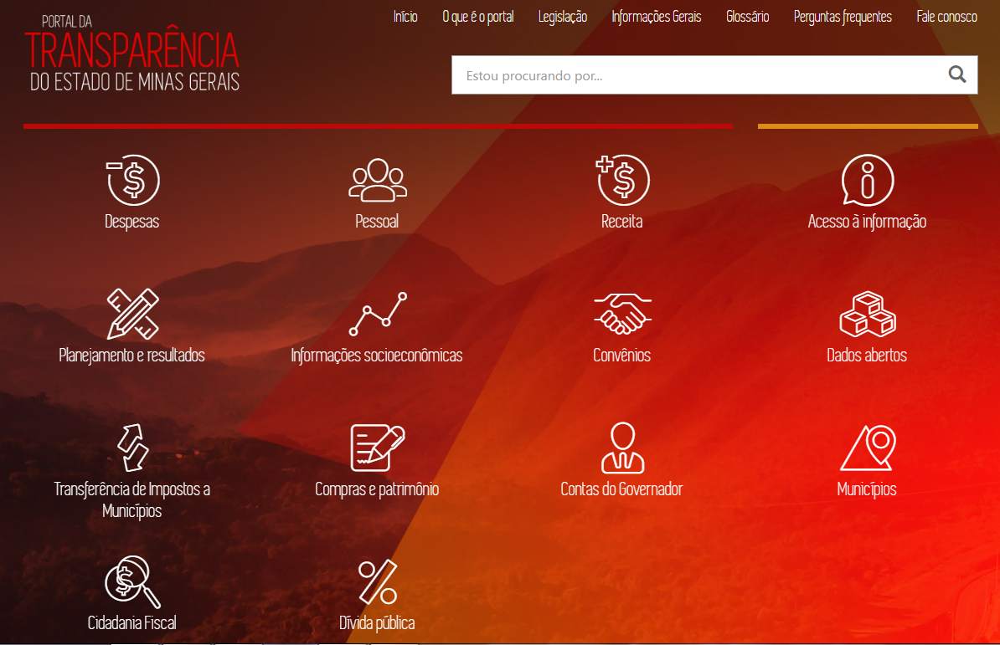 PORTAL DA
TRANSPARÊNCIA
DO ESTADO DE MINAS GERAIS
Início
O que é o portal
Legislação
Informações Gerais
Glossário
Perguntas frequentes
Fale conosco
Estou procurando por...
Despesas
Pessoal
Receita
Acesso à informação
Planejamento e resultados
Informações socioeconômicas
Convênios
Dados abertos
Transferência de Impostos a
Municípios
Compras e patrimônio
Contas do Governador
Municípios
Cidadania Fiscal
Dívida pública